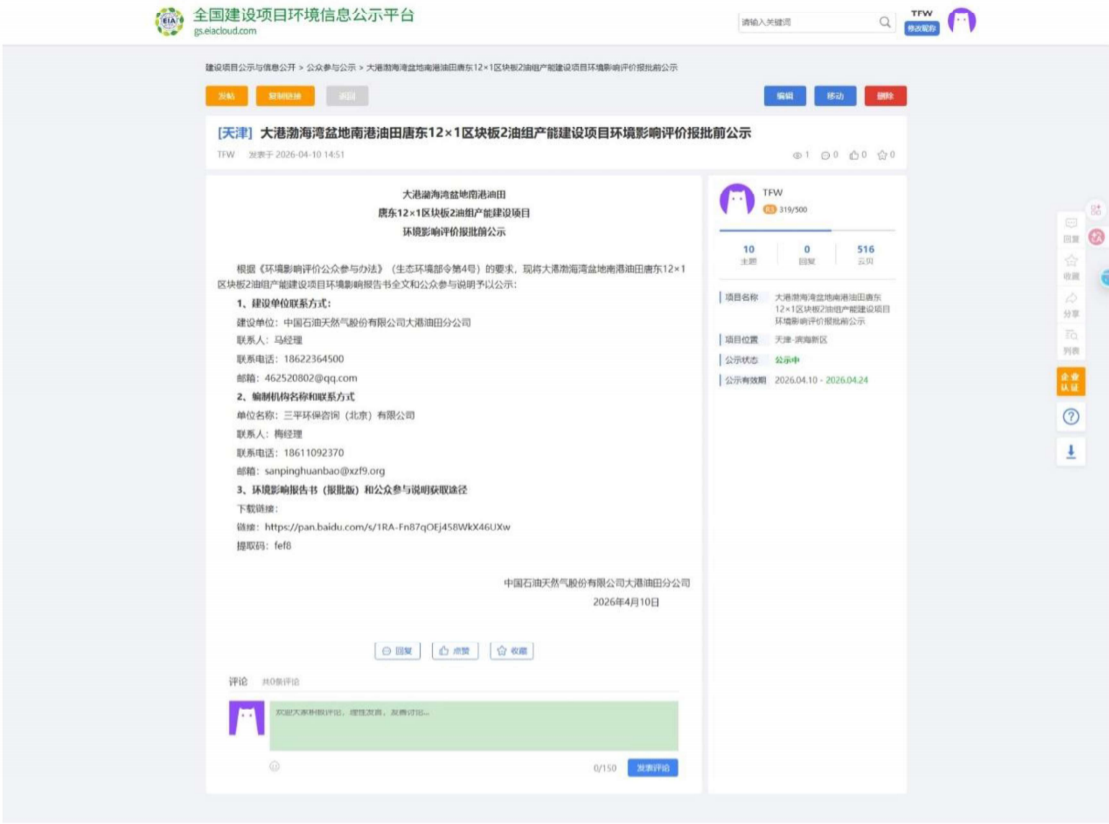 全国建设项目环境信息公示平台
gs.eiacloud.com
请输入关键词
TFW
修改昵称
建设项目公示与信息公开 > 公众参与公示 > 大港渤海湾盆地南港油田唐东12×1区块板2油组产能建设项目环境影响评价报批前公示
发帖
复制链接
返回
编辑
移动
删除
[天津] 大港渤海湾盆地南港油田唐东12×1区块板2油组产能建设项目环境影响评价报批前公示
TFW 发表于 2026-04-10 14:51
1 0 0 0
大港渤海湾盆地南港油田
唐东12×1区块板2油组产能建设项目
环境影响评价报批前公示
根据《环境影响评价公众参与办法》（生态环境部令第4号）的要求，现将大港渤海湾盆地南港油田唐东12×1
区块板2油组产能建设项目环境影响报告书全文和公众参与说明予以公示：
1、建设单位联系方式：
建设单位：中国石油天然气股份有限公司大港油田分公司
联系人：马经理
联系电话：18622364500
邮箱：462520802@qq.com
2、编制机构名称和联系方式
单位名称：三平环保咨询（北京）有限公司
联系人：梅经理
联系电话：18611092370
邮箱：sanpinghuanbao@xzf9.org
3、环境影响报告书（报批版）和公众参与说明获取途径
下载链接：
链接：https://pan.baidu.com/s/1RA-Fn87qOEj458WkX46UXw
提取码：fef8
中国石油天然气股份有限公司大港油田分公司
2026年4月10日
回复
点赞
收藏
评论 共0条评论
欢迎大家积极评论，理性发言，友善讨论...
0/150
发表评论
TFW
319/500
10 0 516
主题 回复 云贝
项目名称 大港渤海湾盆地南港油田唐东
12×1区块板2油组产能建设项目
环境影响评价报批前公示
项目位置 天津-滨海新区
公示状态 公示中
公示有效期 2026.04.10 - 2026.04.24
回复
收藏
分享
列表
企业
认证